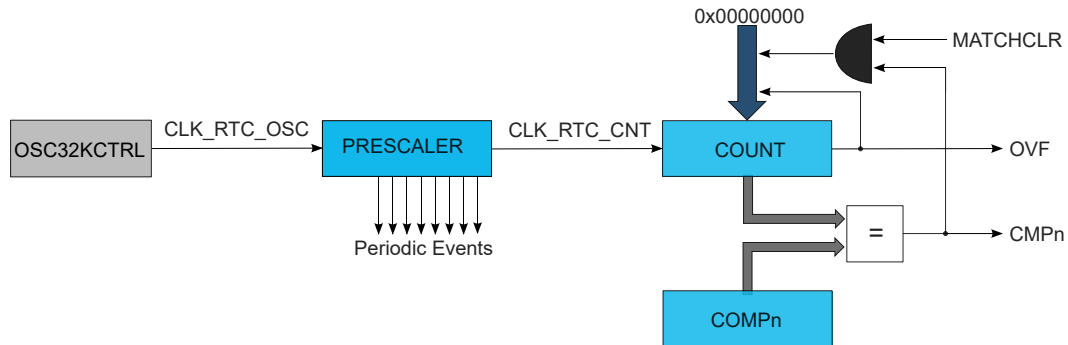 0x00000000
MATCHCLR
OSC32KCTRL
CLK_RTC_OSC
PRESCALER
CLK_RTC_CNT
COUNT
OVF
Periodic Events
=
CMPn
COMPn